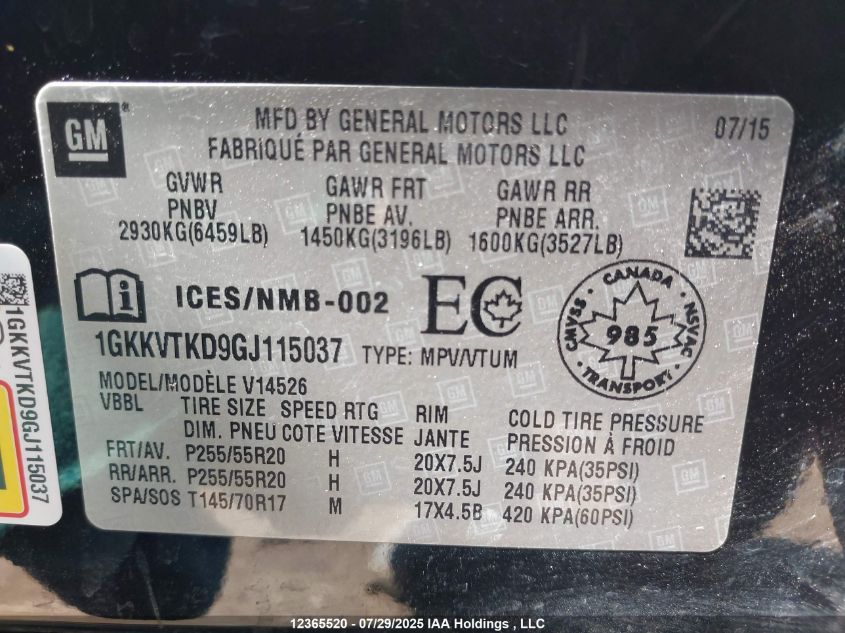 GM
MFD BY GENERAL MOTORS LLC
07/15
FABRIQUÉ PAR GENERAL MOTORS LLC
GVWR GAWR FRT GAWR RR
PNBV PNBE AV. PNBE ARR.
2930KG(6459LB) 1450KG(3196LB) 1600KG(3527LB)
i ICES/NMB-002 EC
CANADA
CMVSS 985 NSVAC
TRANSPORT
1GKKVTKD9GJ115037 TYPE: MPV/VTUM
MODEL/MODÈLE V14526
VBBL TIRE SIZE SPEED RTG RIM COLD TIRE PRESSURE
DIM. PNEU COTE VITESSE JANTE PRESSION À FROID
FRT/AV. P255/55R20 H 20X7.5J 240 KPA(35PSI)
RR/ARR. P255/55R20 H 20X7.5J 240 KPA(35PSI)
SPA/SOS T145/70R17 M 17X4.5B 420 KPA(60PSI)
1GKKVTKD9GJ115037
12365520 - 07/29/2025 IAA Holdings , LLC